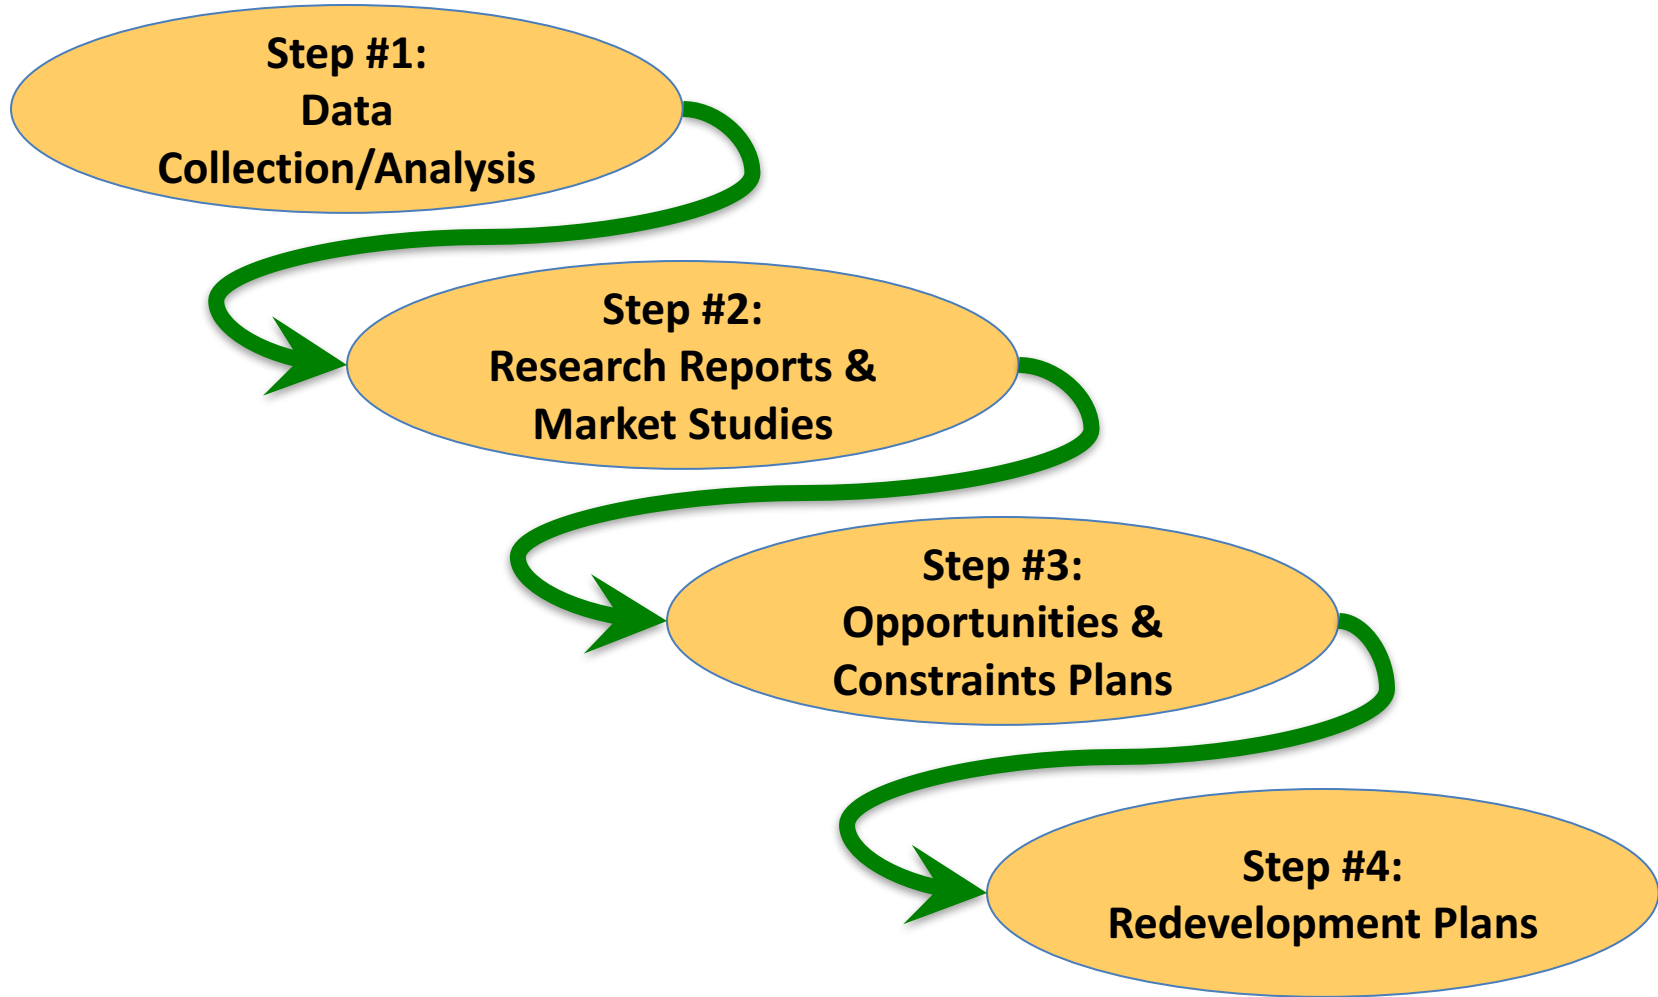 Step #1:
Data
Collection/Analysis
Step #2:
Research Reports &
Market Studies
Step #3:
Opportunities &
Constraints Plans
Step #4:
Redevelopment Plans